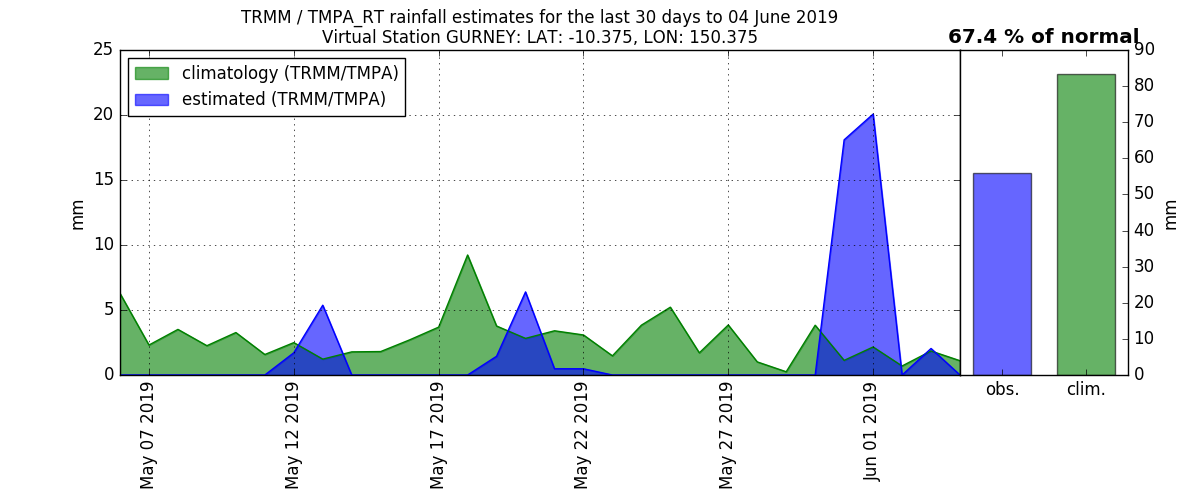 TRMM / TMPA_RT rainfall estimates for the last 30 days to 04 June 2019
Virtual Station GURNEY: LAT: -10.375, LON: 150.375
67.4 % of normal
climatology (TRMM/TMPA)
estimated (TRMM/TMPA)
25
20
15
10
5
0
mm
May 07 2019
May 12 2019
May 17 2019
May 22 2019
May 27 2019
Jun 01 2019
obs.
clim.
90
80
70
60
50
40
30
20
10
0
mm